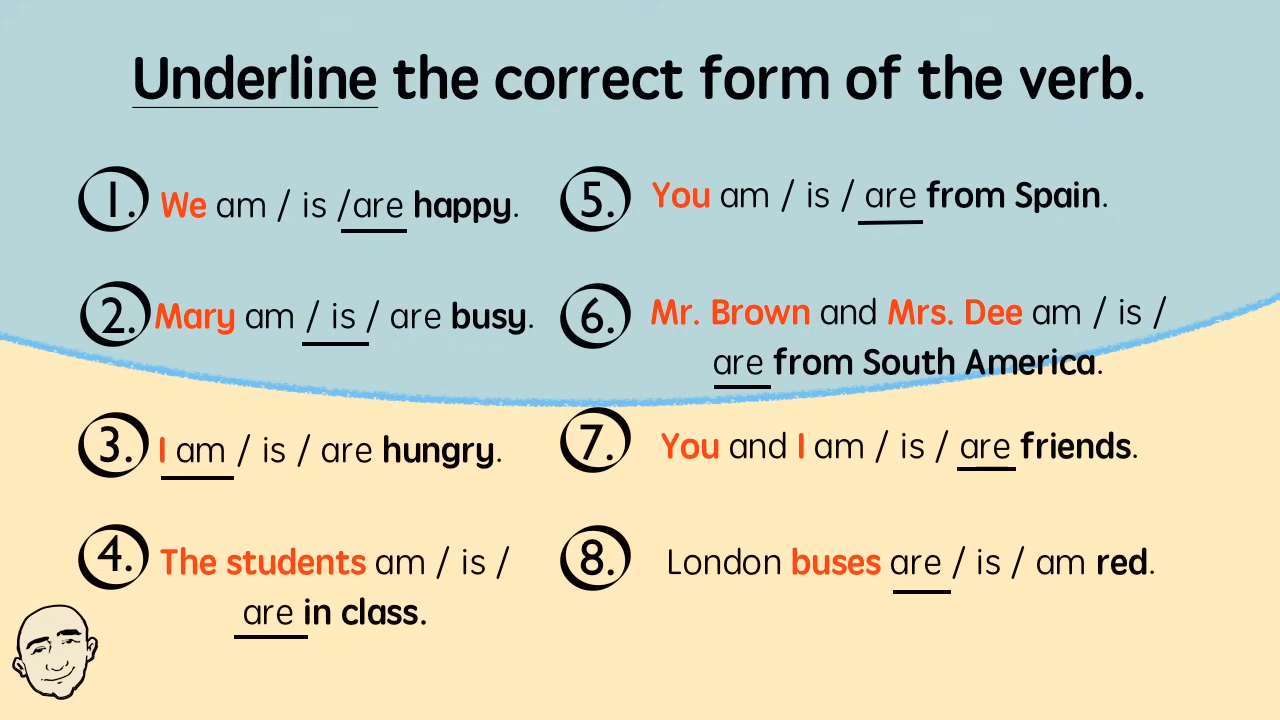 Underline the correct form of the verb.
1. We am / is /are happy.
2. Mary am / is / are busy.
3. I am / is / are hungry.
4. The students am / is /
are in class.
5. You am / is / are from Spain.
6. Mr. Brown and Mrs. Dee am / is /
are from South America.
7. You and I am / is / are friends.
8. London buses are / is / am red.